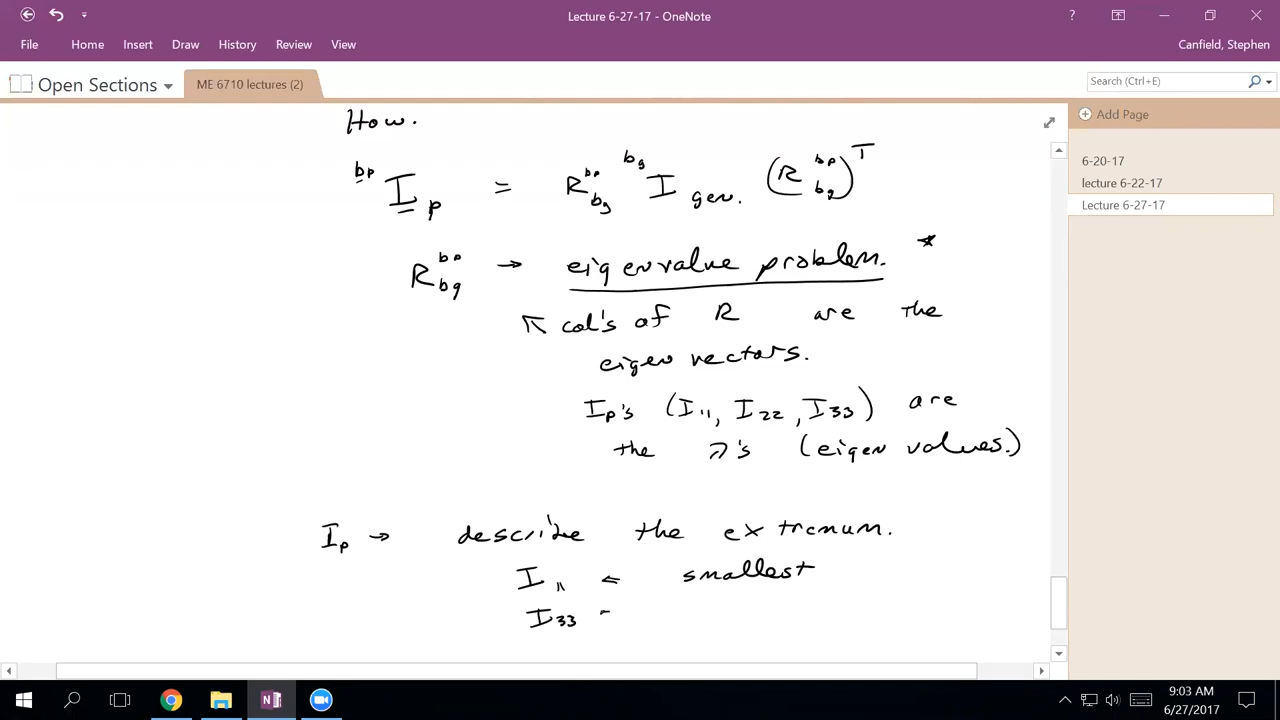 Lecture 6-27-17 - OneNote
File Home Insert Draw History Review View
Canfield, Stephen
Open Sections
ME 6710 lectures (2)
Search (Ctrl+E)
Add Page
6-20-17
lecture 6-22-17
Lecture 6-27-17
How.
bp I p = R bp bg bg I gen. (R bp bg) T
R bp bg → eigenvalue problem. *
↖ col's of R are the
eigen vectors.
Ip's (I11, I22, I33) are
the λ's (eigen values.)
Ip → describe the extremum.
I11 = smallest
I33 =
9:03 AM
6/27/2017